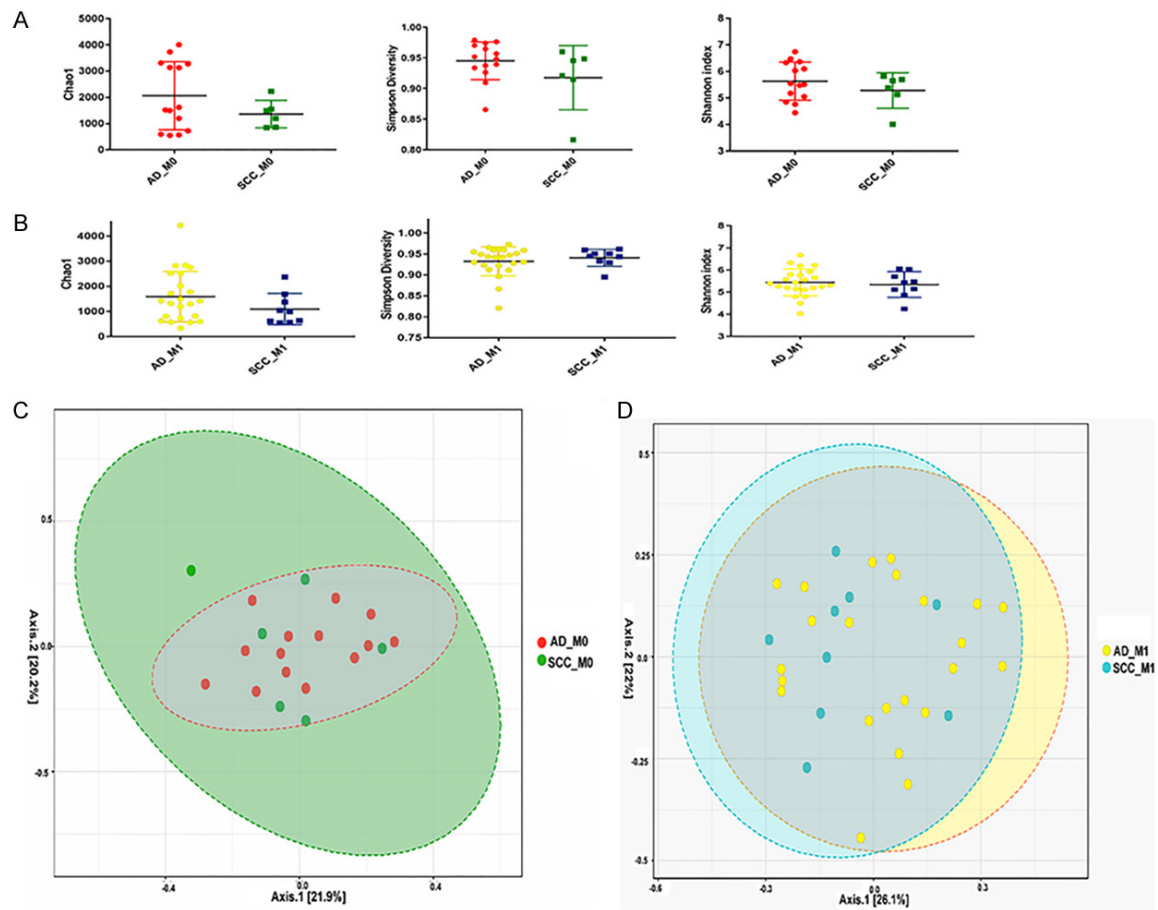 A
5000
4000
3000
2000
1000
0
Chao1
AD_M0
SCC_M0
1.00
0.95
0.90
0.85
0.80
Simpson Diversity
AD_M0
SCC_M0
8
7
6
5
4
3
Shannon index
AD_M0
SCC_M0
B
4000
3000
2000
1000
0
Chao1
AD_M1
SCC_M1
1.00
0.95
0.90
0.85
0.80
0.75
Simpson Diversity
AD_M1
SCC_M1
8
7
6
5
4
3
Shannon index
AD_M1
SCC_M1
C
0.5
0.0
-0.5
Axis.2 [20.2%]
-0.4
0.0
0.4
Axis.1 [21.9%]
AD_M0
SCC_M0
D
0.5
0.25
0.0
-0.25
-0.5
Axis.2 [22%]
-0.6
-0.3
0.0
0.3
Axis.1 [26.1%]
AD_M1
SCC_M1